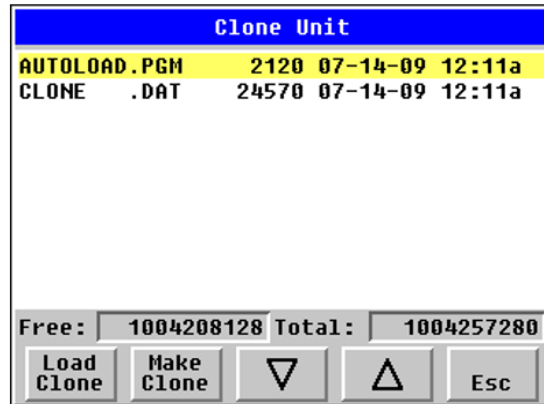 Clone Unit
AUTOLOAD.PGM 2120 07-14-09 12:11a
CLONE .DAT 24570 07-14-09 12:11a
Free: 1004208128 Total: 1004257280
Load Clone Make Clone ▽ △ Esc